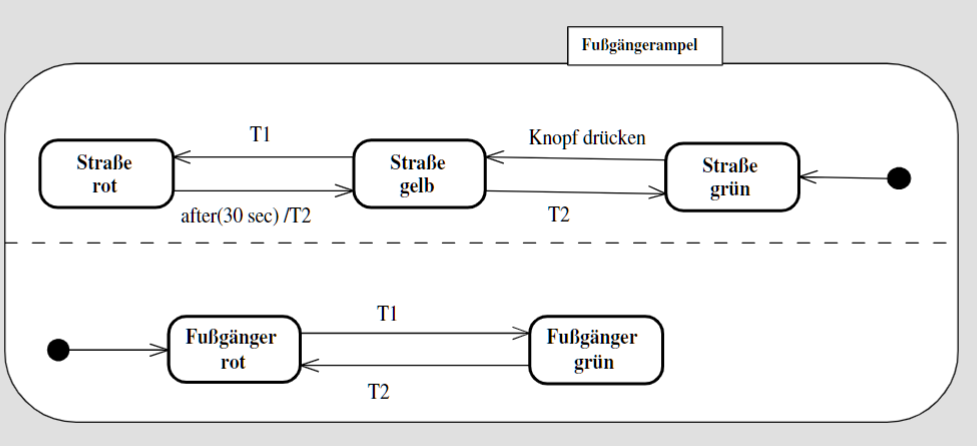 Fußgängerampel
T1
Knopf drücken
Straße
rot
Straße
gelb
Straße
grün
after(30 sec) /T2
T2
T1
Fußgänger
rot
Fußgänger
grün
T2